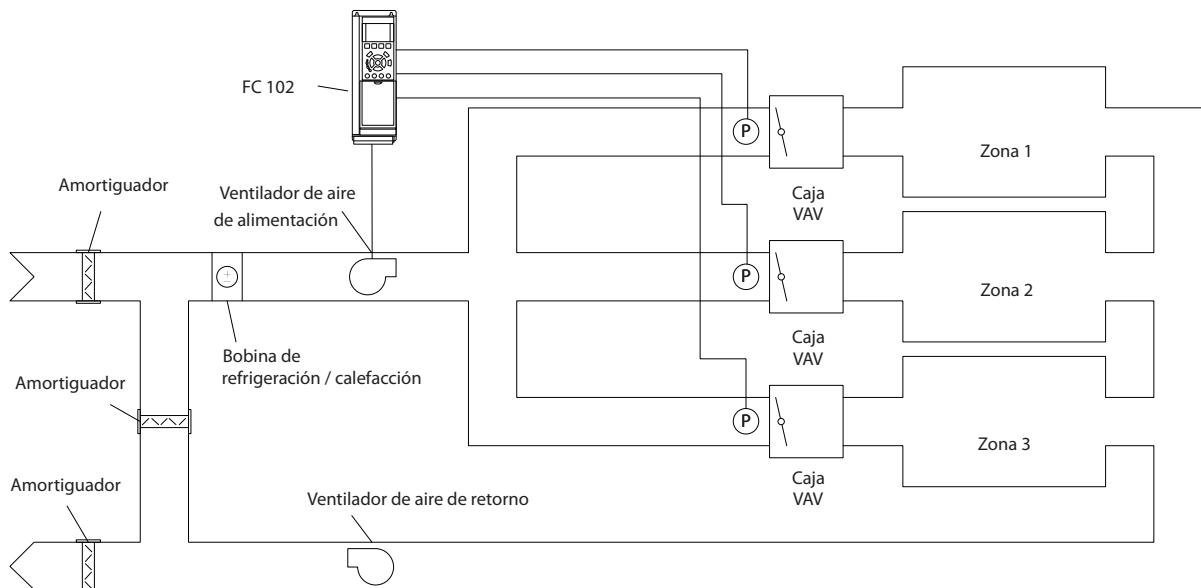 FC 102
P
Zona 1
Amortiguador
Ventilador de aire
de alimentación
Caja
VAV
P
Zona 2
Bobina de
refrigeración / calefacción
Caja
VAV
Amortiguador
P
Zona 3
Amortiguador
Ventilador de aire de retorno
Caja
VAV